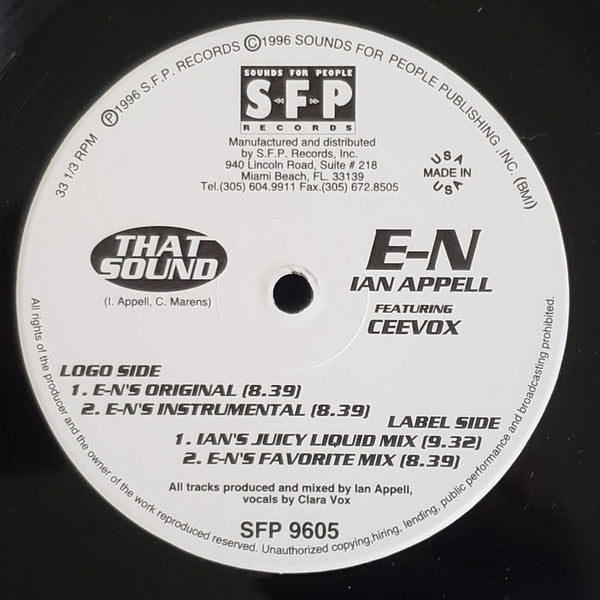 33 1/3 RPM ℗1996 S.F.P. RECORDS ©1996 SOUNDS FOR PEOPLE PUBLISHING, INC. (BMI)
SOUNDS FOR PEOPLE
SFP
RECORDS
Manufactured and distributed
by S.F.P. Records, Inc.
940 Lincoln Road, Suite # 218
Miami Beach, FL. 33139
Tel.(305) 604.9911 Fax.(305) 672.8505
USA
MADE IN
USA
THAT
SOUND
(I. Appell, C. Marens)
E-N
IAN APPELL
FEATURING
CEEVOX
LOGO SIDE
1. E-N'S ORIGINAL (8.39)
2. E-N'S INSTRUMENTAL (8.39)
LABEL SIDE
1. IAN'S JUICY LIQUID MIX (9.32)
2. E-N'S FAVORITE MIX (8.39)
All tracks produced and mixed by Ian Appell,
vocals by Clara Vox
SFP 9605
All rights of the producer and the owner of the work reproduced reserved. Unauthorized copying,hiring, lending, public performance and broadcasting prohibited.